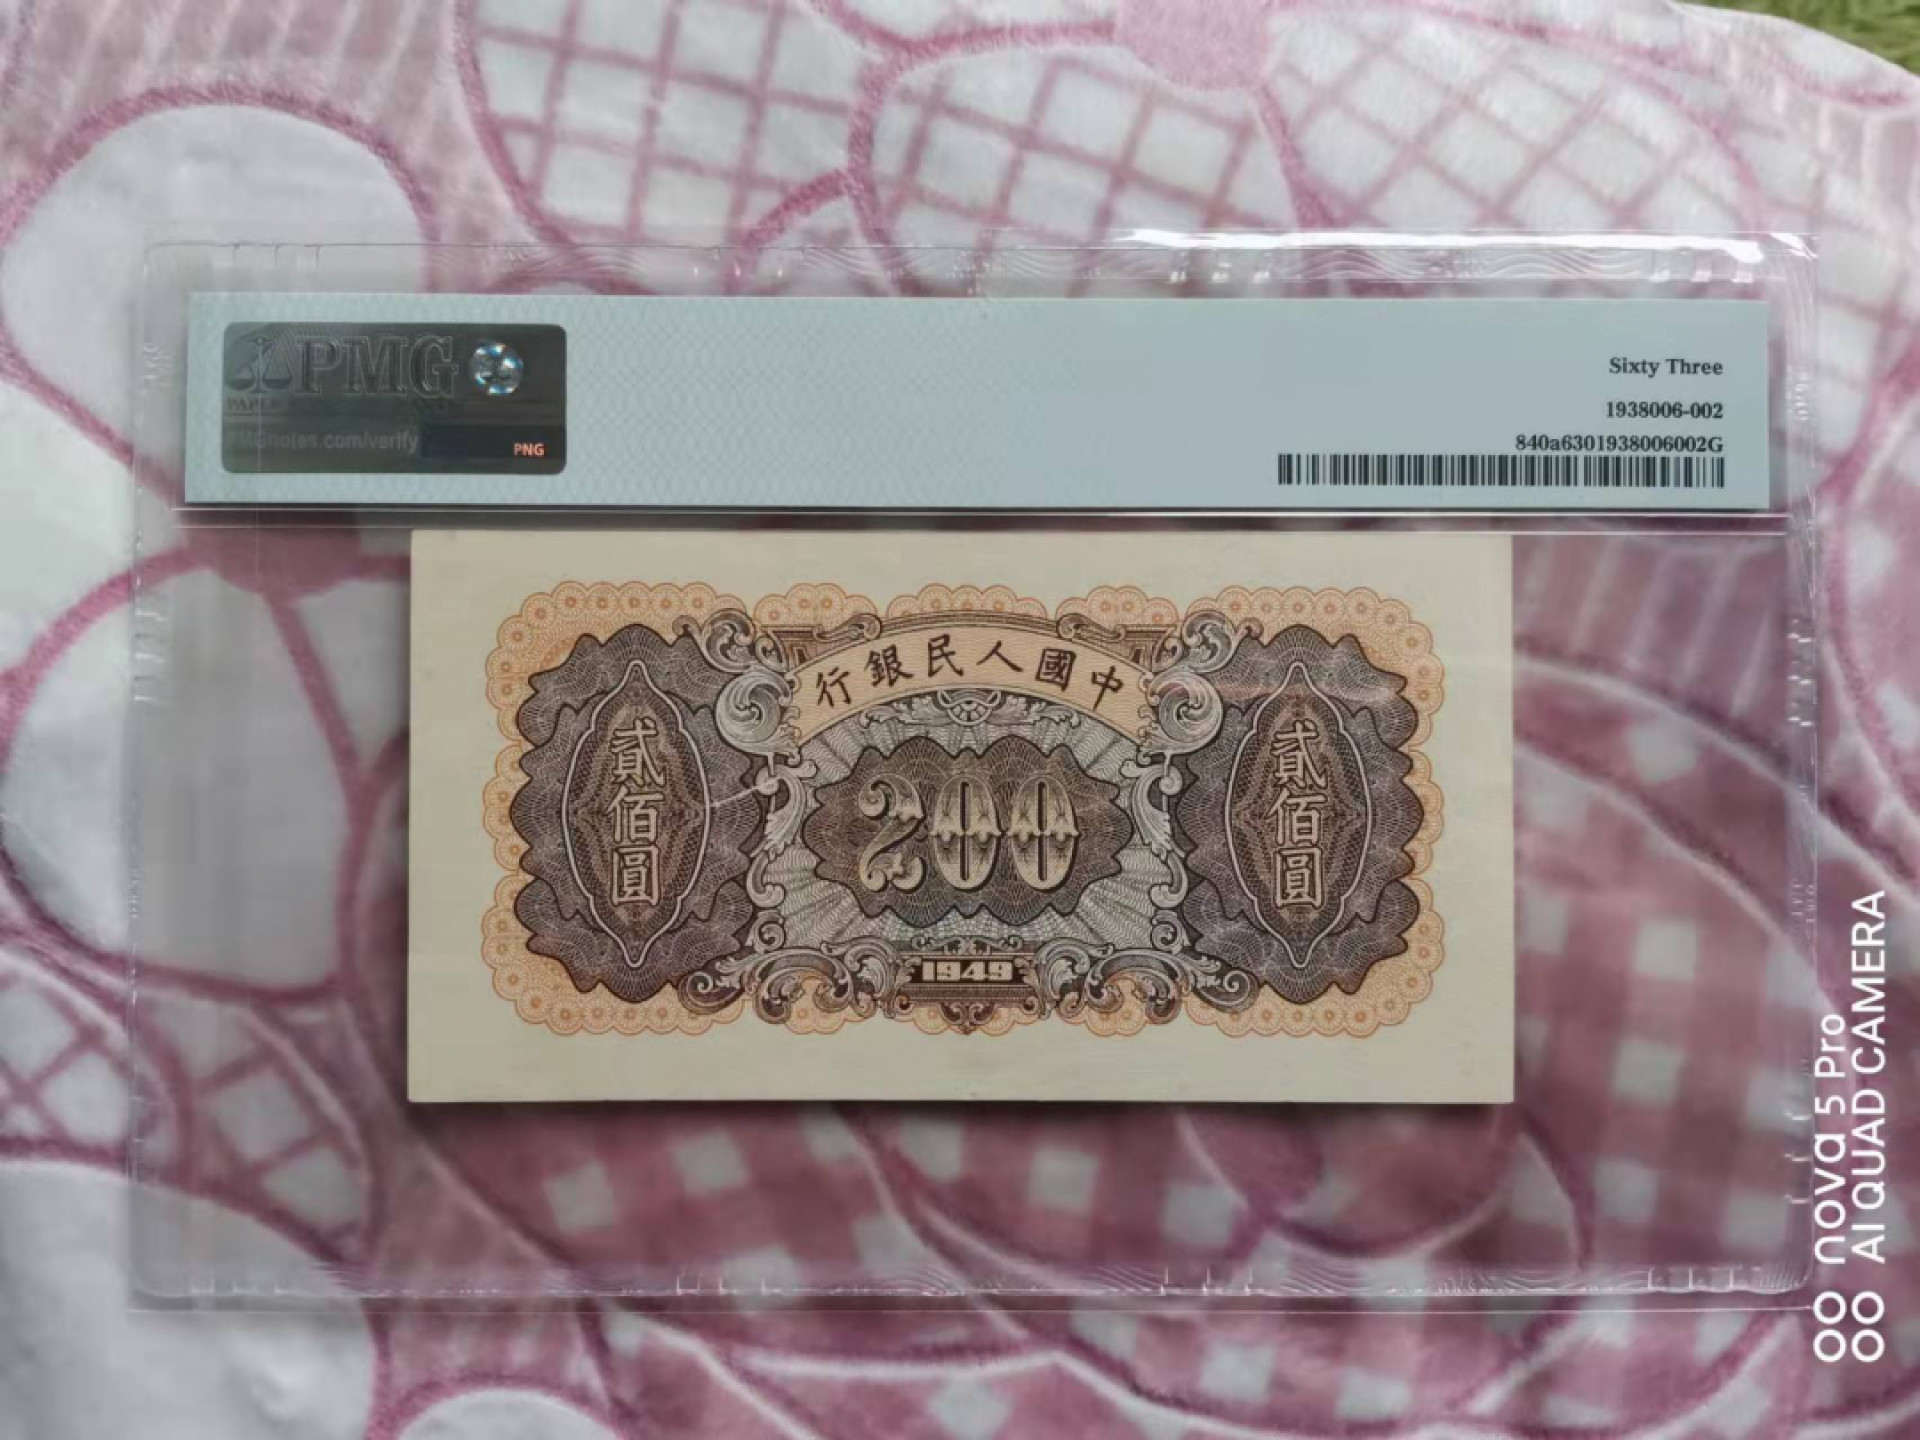 PMG
PMGnotes.com/verify
PNG
Sixty Three
1938006-002
840a6301938006002G
行銀民人國中
貳佰圓
200
貳佰圓
1949
nova 5 Pro
AI QUAD CAMERA